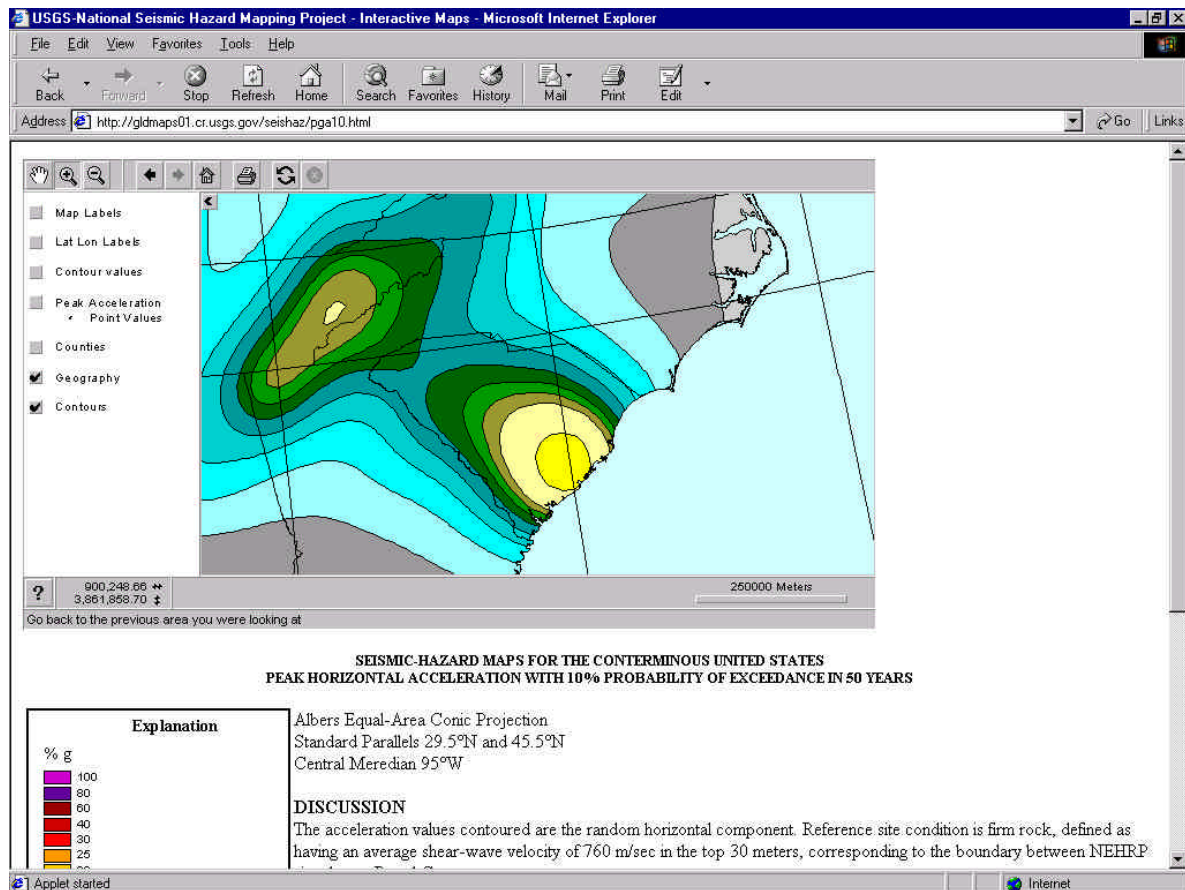 USGS-National Seismic Hazard Mapping Project - Interactive Maps - Microsoft Internet Explorer
File Edit View Favorites Tools Help
Back Forward Stop Refresh Home Search Favorites History Mail Print Edit
Address http://gldmaps01.cr.usgs.gov/seishaz/pga10.html Go Links
Map Labels
Lat Lon Labels
Contour values
Peak Acceleration
Point Values
Counties
Geography
Contours
? 900,248.66
3,861,858.70
250000 Meters
Go back to the previous area you were looking at
SEISMIC-HAZARD MAPS FOR THE CONTERMINOUS UNITED STATES
PEAK HORIZONTAL ACCELERATION WITH 10% PROBABILITY OF EXCEEDANCE IN 50 YEARS
Explanation
% g
100
80
60
40
30
25
Albers Equal-Area Conic Projection
Standard Parallels 29.5°N and 45.5°N
Central Meredian 95°W
DISCUSSION
The acceleration values contoured are the random horizontal component. Reference site condition is firm rock, defined as
having an average shear-wave velocity of 760 m/sec in the top 30 meters, corresponding to the boundary between NEHRP
Applet started
Internet